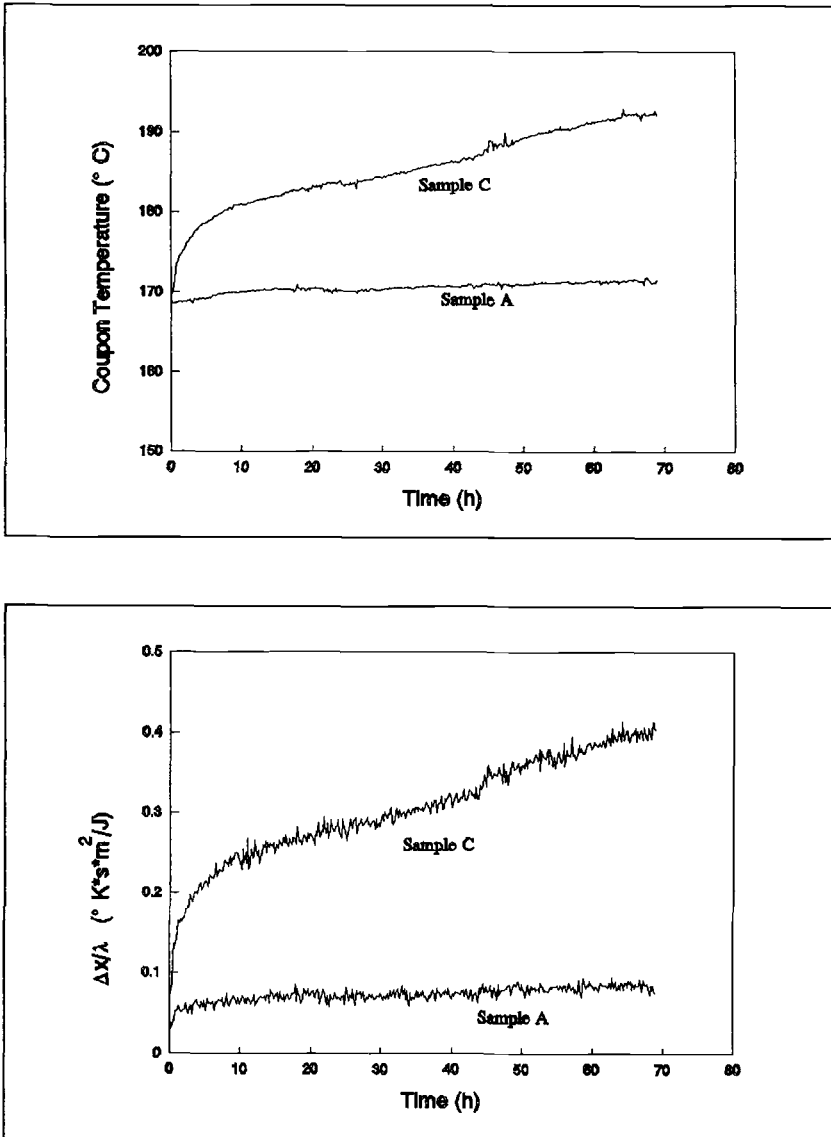 200
190
180
170
160
150
Coupon Temperature (° C)
Sample C
Sample A
0 10 20 30 40 50 60 70 80
Time (h)
0.5
0.4
0.3
0.2
0.1
0
Δx/λ (° K*s*m²/J)
Sample C
Sample A
0 10 20 30 40 50 60 70 80
Time (h)